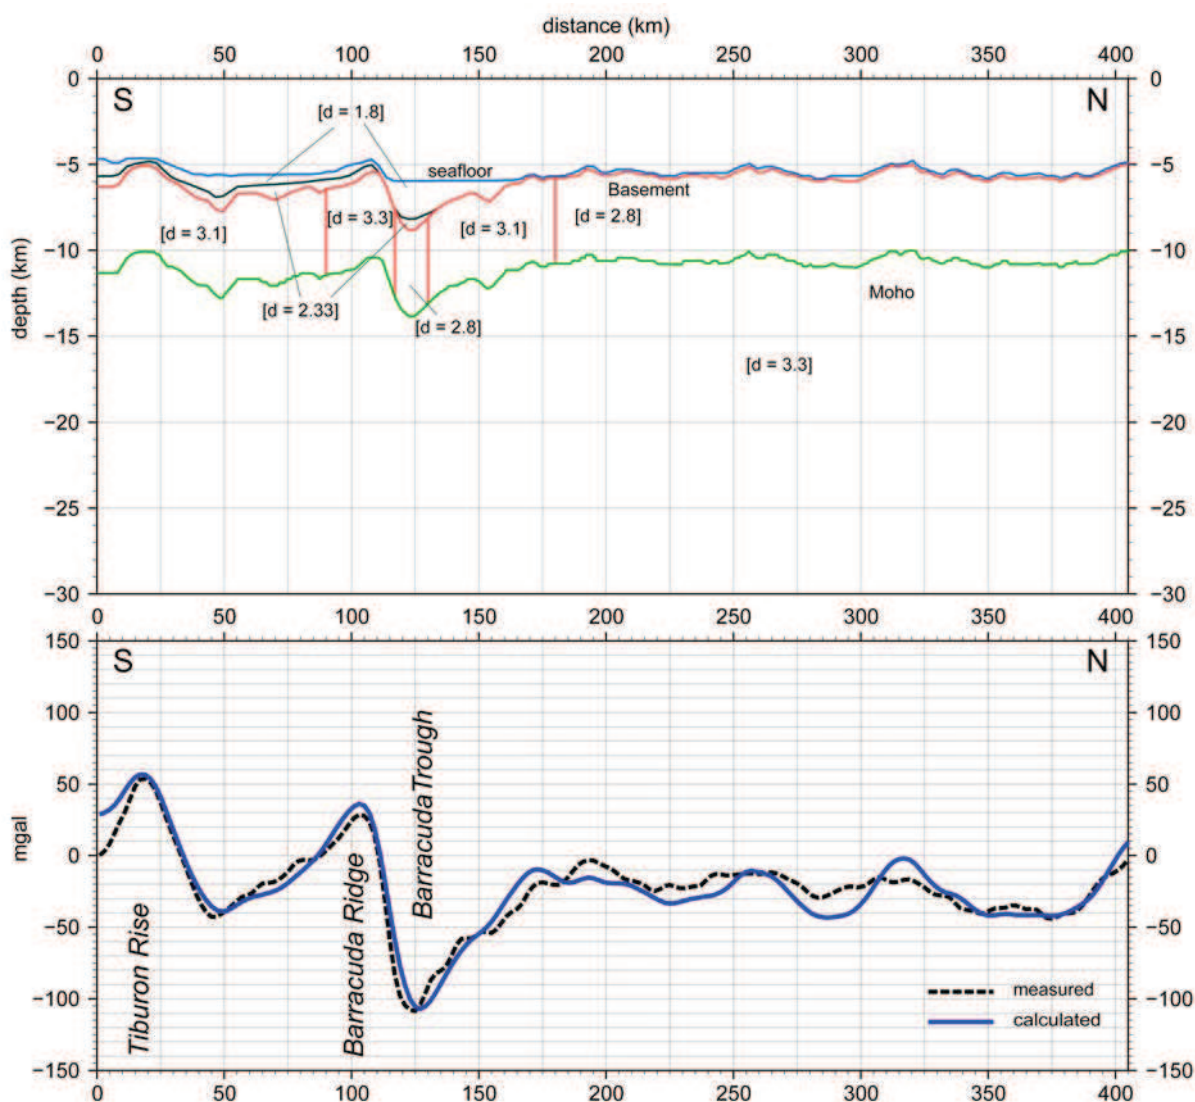 distance (km)
0 50 100 150 200 250 300 350 400
0 S [d = 1.8] N 0
−5 seafloor −5
Basement
[d = 3.1] [d = 3.3] [d = 3.1] [d = 2.8]
−10 −10
depth (km)
Moho
[d = 2.33] [d = 2.8]
−15 −15
[d = 3.3]
−20 −20
−25 −25
−30 −30
0 50 100 150 200 250 300 350 400
150 S N 150
100 100
50 50
mgal
0 0
−50 −50
−100 −100
−150 −150
Tiburon Rise
Barracuda Ridge
BarracudaTrough
measured
calculated
0 50 100 150 200 250 300 350 400